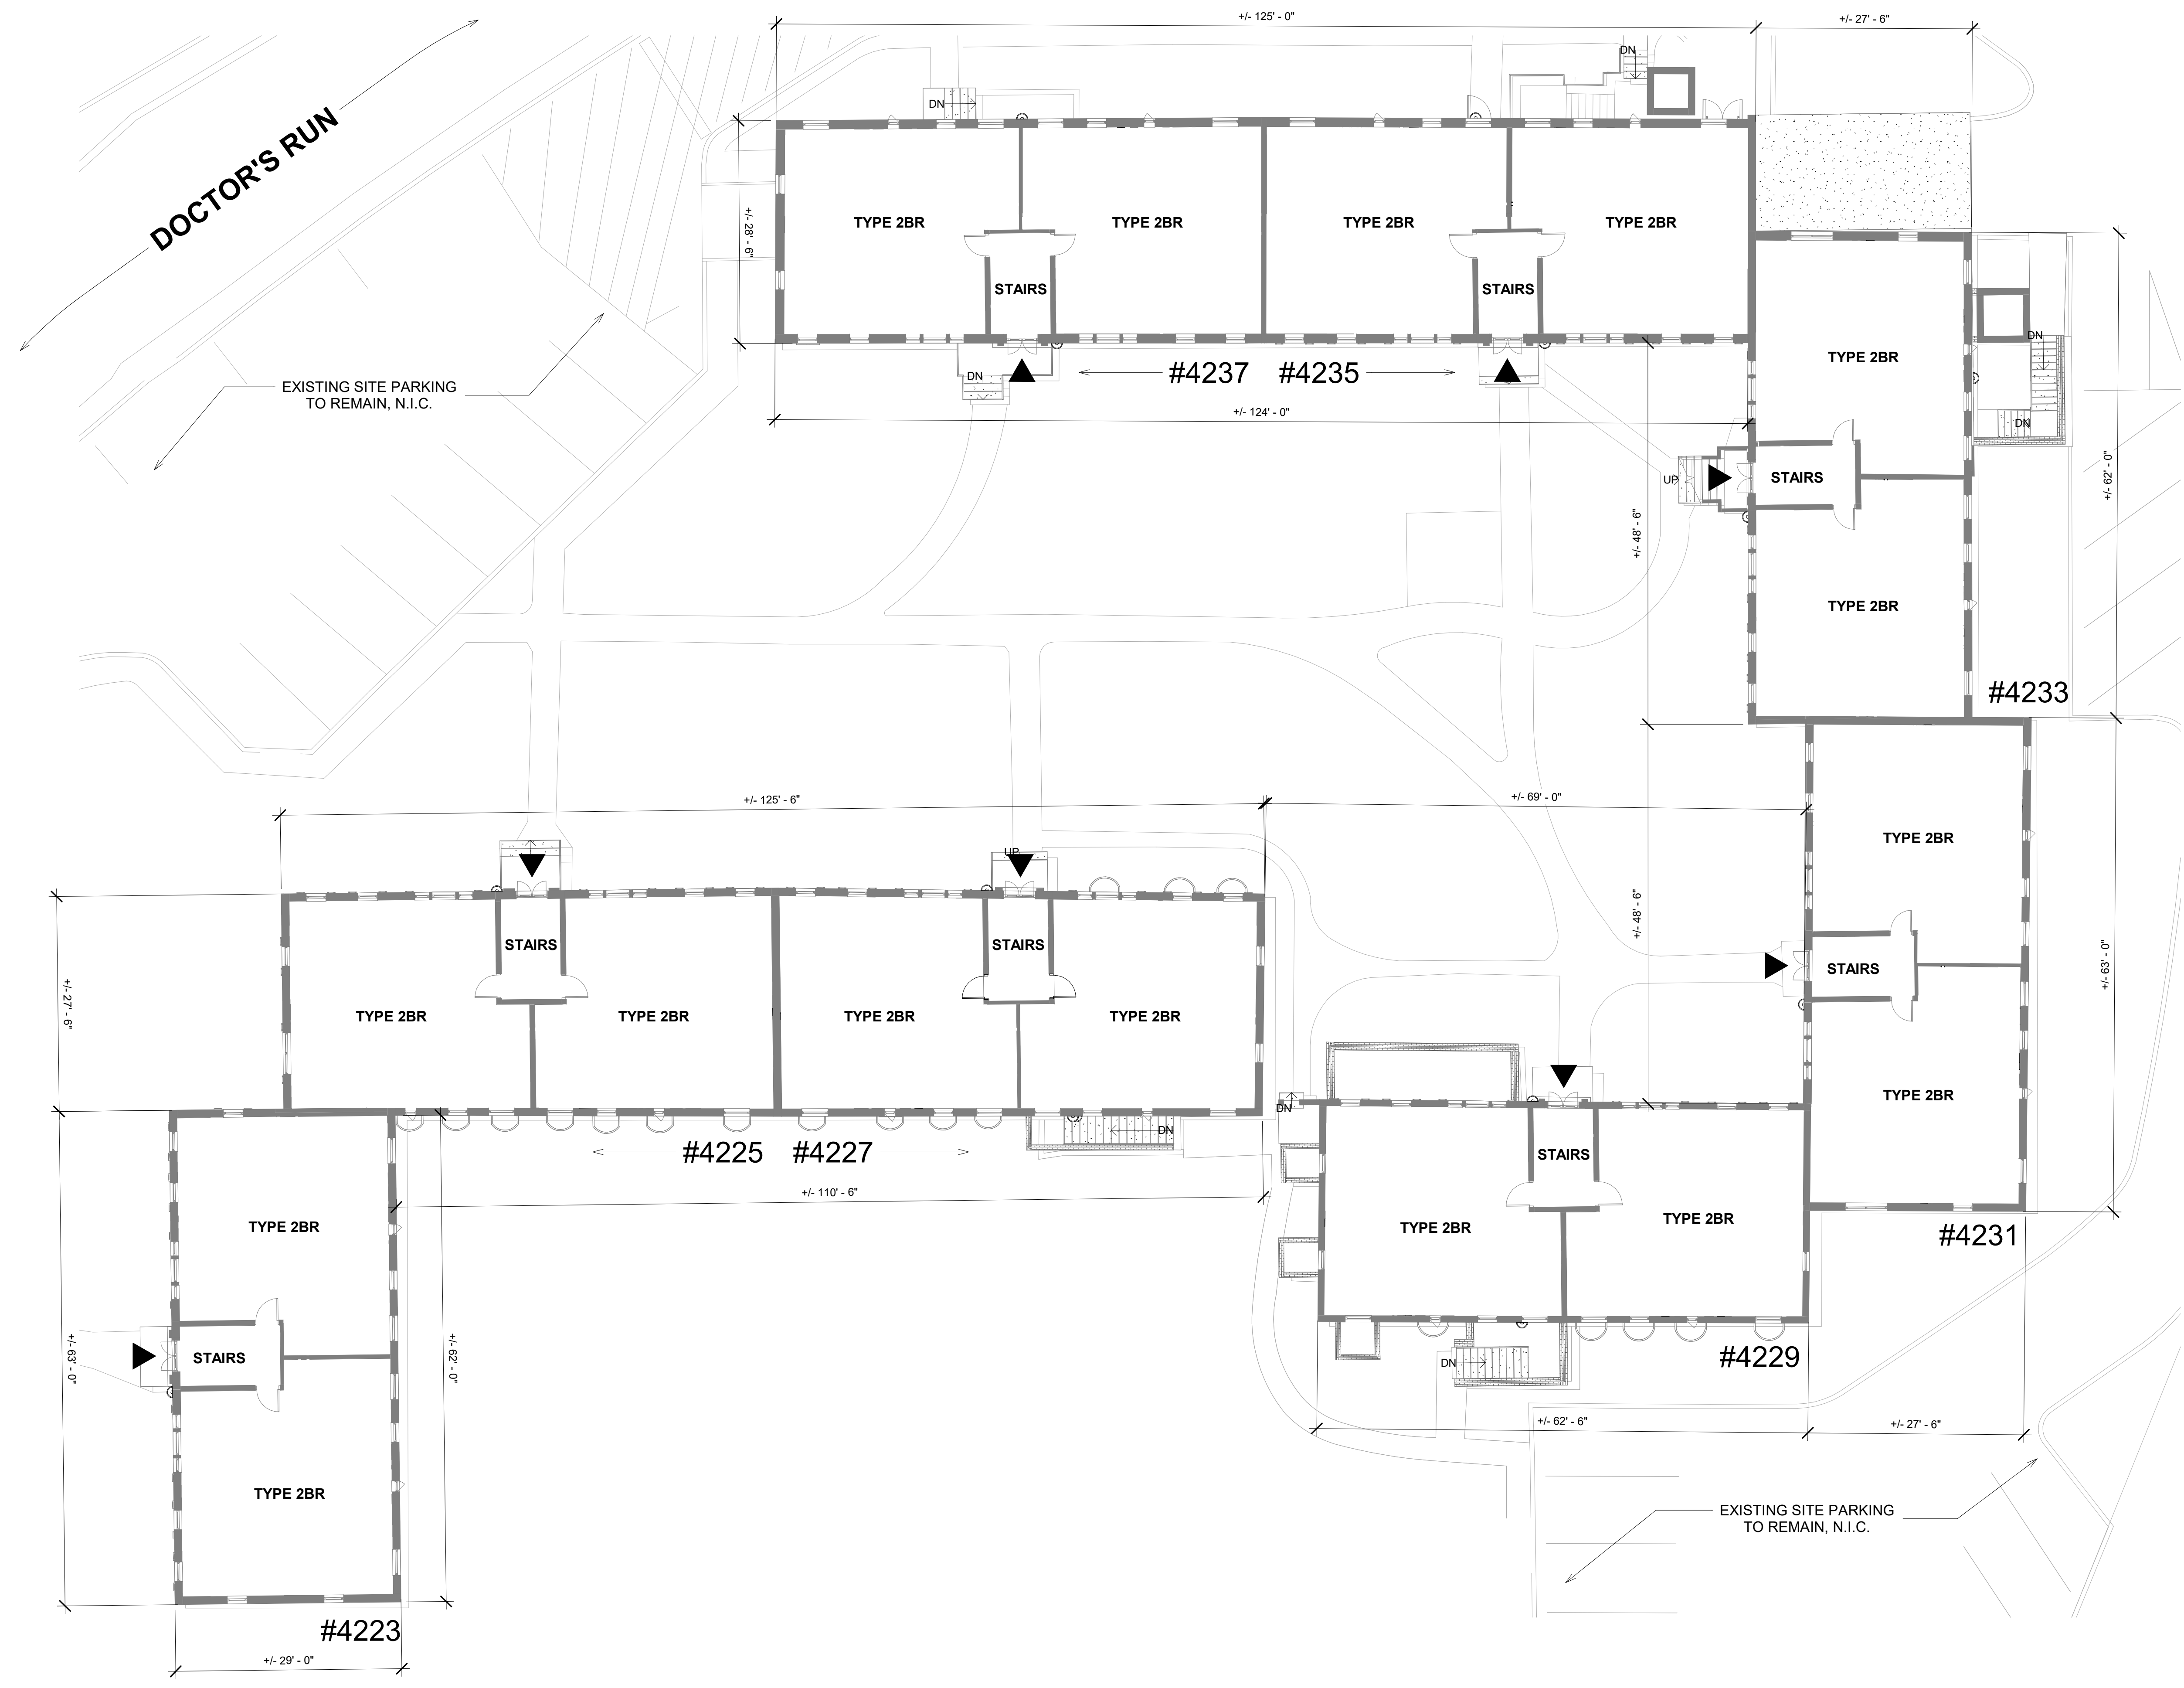 +/- 125' - 0"
+/- 27' - 6"
DN
DN
DOCTOR'S RUN
+/- 28' - 6"
TYPE 2BR
TYPE 2BR
TYPE 2BR
TYPE 2BR
STAIRS
STAIRS
DN
#4237
#4235
+/- 124' - 0"
EXISTING SITE PARKING
TO REMAIN, N.I.C.
TYPE 2BR
DN
DN
STAIRS
UP
+/- 62' - 0"
+/- 48' - 6"
TYPE 2BR
#4233
+/- 125' - 6"
+/- 69' - 0"
TYPE 2BR
UP
STAIRS
STAIRS
+/- 48' - 6"
STAIRS
+/- 63' - 0"
+/- 27' - 6"
TYPE 2BR
TYPE 2BR
TYPE 2BR
TYPE 2BR
TYPE 2BR
DN
DN
#4225
#4227
STAIRS
+/- 110' - 6"
TYPE 2BR
TYPE 2BR
TYPE 2BR
#4231
+/- 63' - 0"
STAIRS
+/- 62' - 0"
DN
#4229
+/- 62' - 6"
+/- 27' - 6"
TYPE 2BR
EXISTING SITE PARKING
TO REMAIN, N.I.C.
#4223
+/- 29' - 0"